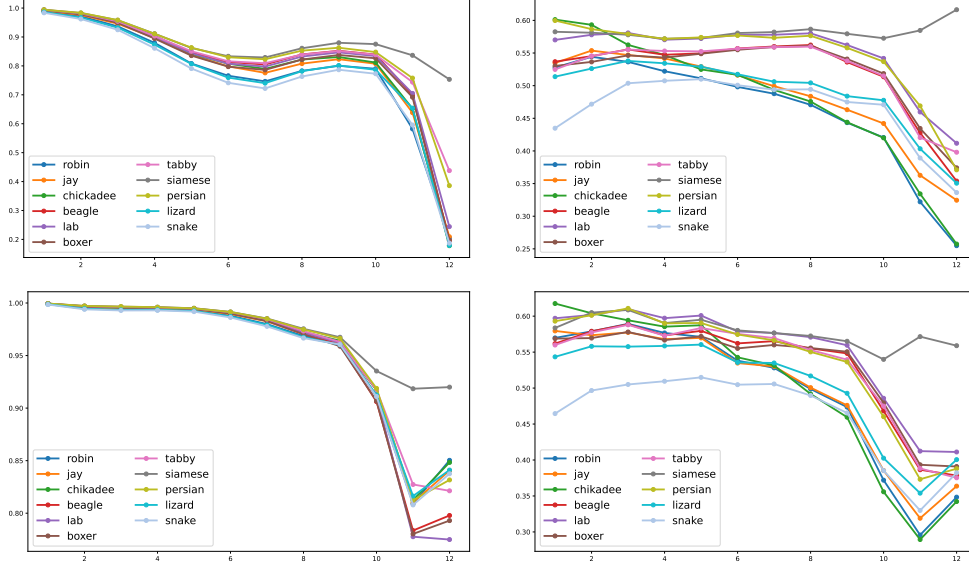 1.0
0.9
0.8
0.7
0.6
0.5
0.4
0.3
0.2
robin
jay
chickadee
beagle
lab
boxer
tabby
siamese
persian
lizard
snake
2 4 6 8 10 12
0.60
0.55
0.50
0.45
0.40
0.35
0.30
0.25
robin
jay
chickadee
beagle
lab
boxer
tabby
siamese
persian
lizard
snake
2 4 6 8 10 12
1.00
0.95
0.90
0.85
0.80
robin
jay
chikadee
beagle
lab
boxer
tabby
siamese
persian
lizard
snake
2 4 6 8 10 12
0.60
0.55
0.50
0.45
0.40
0.35
0.30
robin
jay
chikadee
beagle
lab
boxer
tabby
siamese
persian
lizard
snake
2 4 6 8 10 12